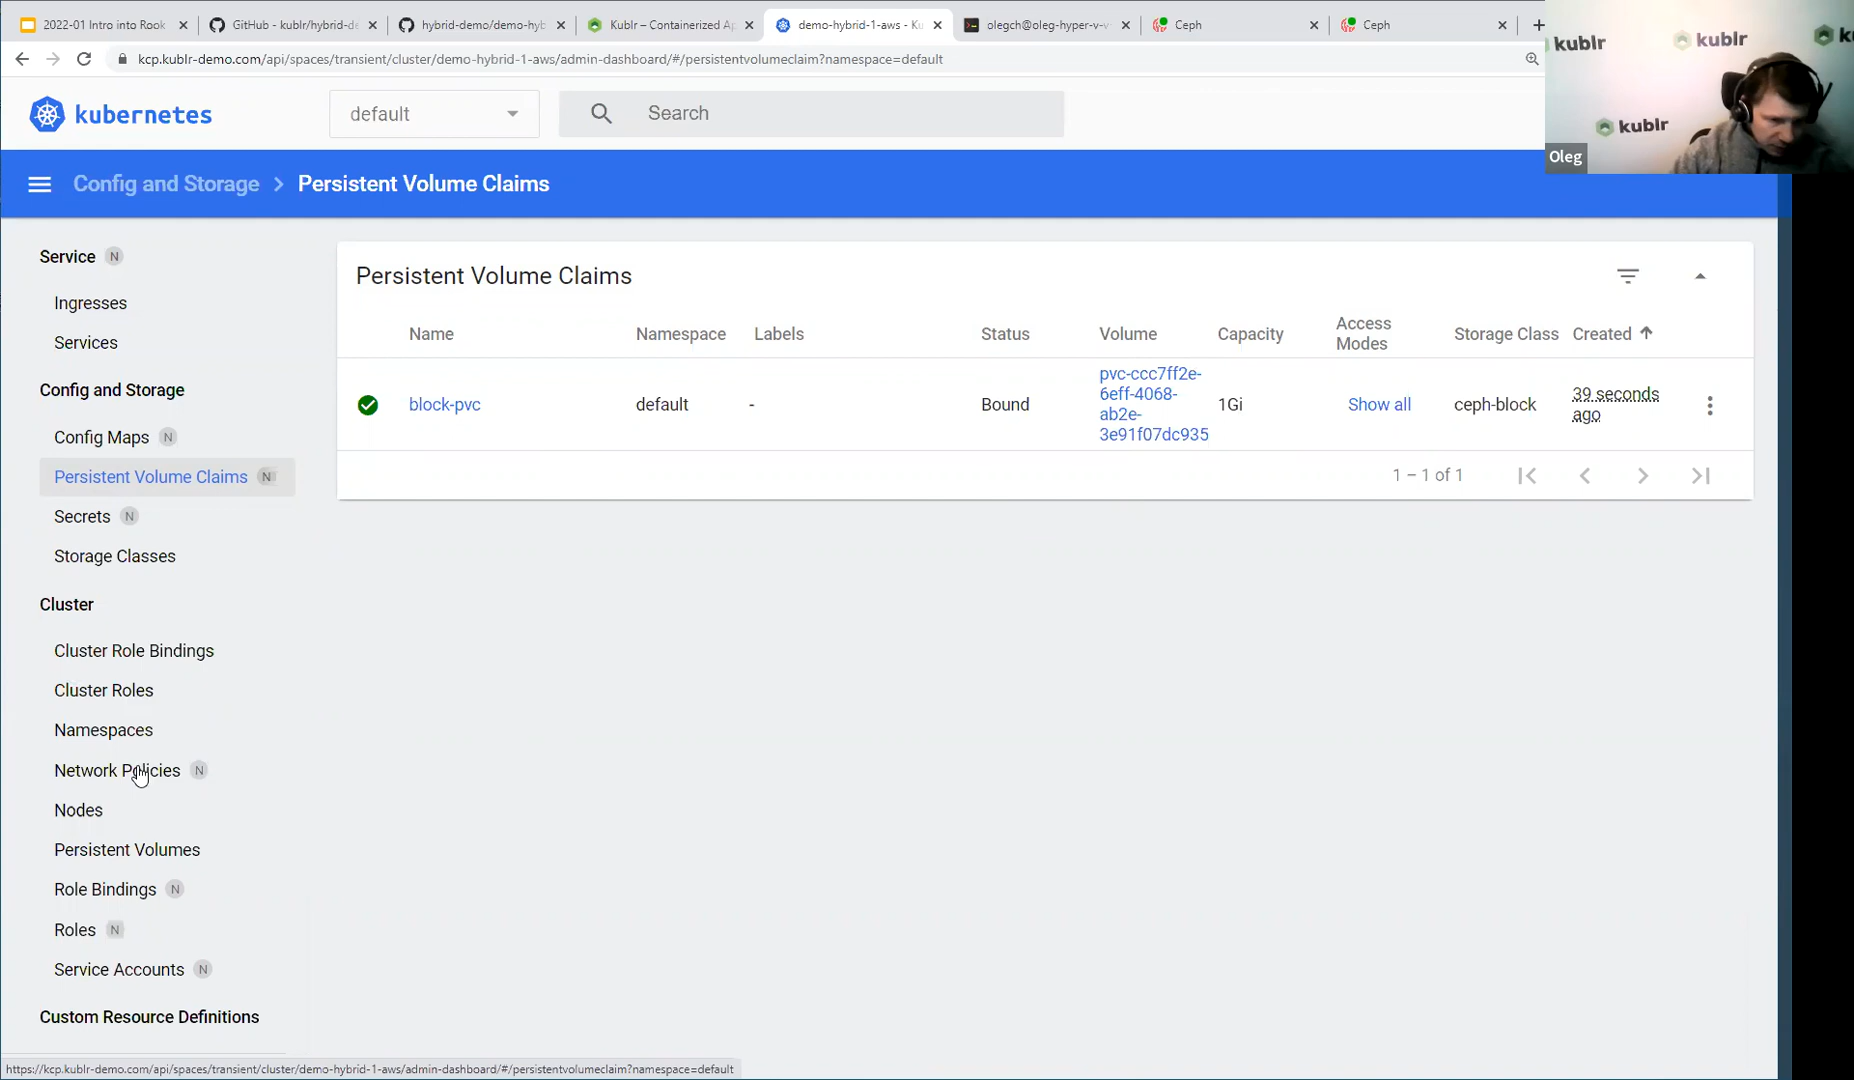 2022-01 Intro into Rook
GitHub - kublr/hybrid-de
hybrid-demo/demo-hyb
Kublr – Containerized Ap
demo-hybrid-1-aws - Ku
olegch@oleg-hyper-v-v
Ceph
Ceph
kcp.kublr-demo.com/api/spaces/transient/cluster/demo-hybrid-1-aws/admin-dashboard/#/persistentvolumeclaim?namespace=default
kublr
kublr
kublr
Oleg
kubernetes
default
Search
Config and Storage > Persistent Volume Claims
Service N
Ingresses
Services
Config and Storage
Config Maps N
Persistent Volume Claims N
Secrets N
Storage Classes
Cluster
Cluster Role Bindings
Cluster Roles
Namespaces
Network Policies N
Nodes
Persistent Volumes
Role Bindings N
Roles N
Service Accounts N
Custom Resource Definitions
Persistent Volume Claims
Name Namespace Labels Status Volume Capacity Access Modes Storage Class Created
block-pvc default - Bound pvc-ccc7ff2e-6eff-4068-ab2e-3e91f07dc935 1Gi Show all ceph-block 39 seconds ago
1 – 1 of 1
https://kcp.kublr-demo.com/api/spaces/transient/cluster/demo-hybrid-1-aws/admin-dashboard/#/persistentvolumeclaim?namespace=default